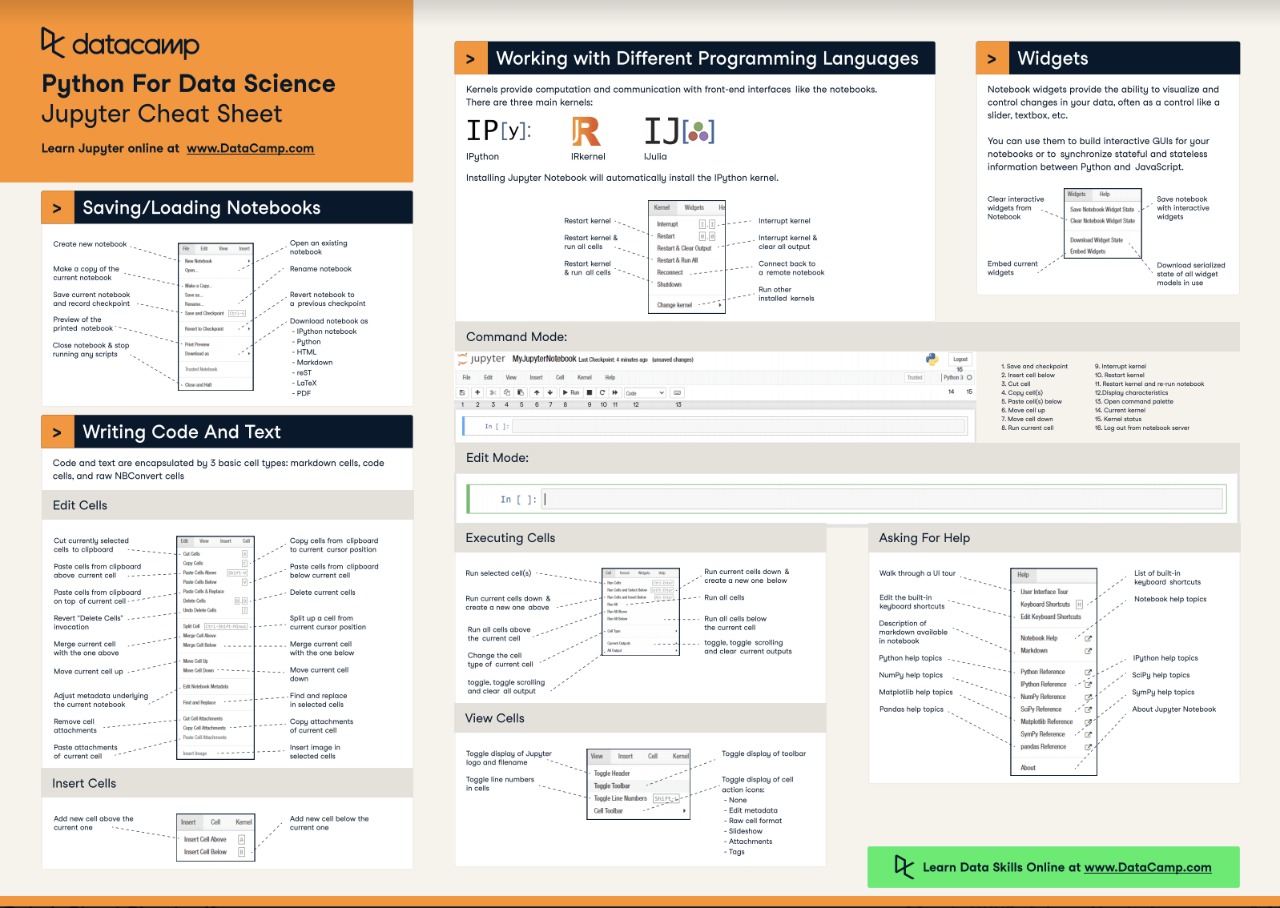 datacamp
Python For Data Science
Jupyter Cheat Sheet
Learn Jupyter online at www.DataCamp.com
> Saving/Loading Notebooks
Create new notebook
Make a copy of the
current notebook
Save current notebook
and record checkpoint
Preview of the
printed notebook
Close notebook & stop
running any scripts
File Edit View Insert
New Notebook
Open...
Make a Copy...
Save as...
Rename...
Save and Checkpoint Ctrl-S
Revert to Checkpoint
Print Preview
Download as
Trusted Notebook
Close and Halt
Open an existing
notebook
Rename notebook
Revert notebook to
a previous checkpoint
Download notebook as
- IPython notebook
- Python
- HTML
- Markdown
- reST
- LaTeX
- PDF
> Writing Code And Text
Code and text are encapsulated by 3 basic cell types: markdown cells, code
cells, and raw NBConvert cells
Edit Cells
Cut currently selected
cells to clipboard
Paste cells from clipboard
above current cell
Paste cells from clipboard
on top of current cell
Revert "Delete Cells"
invocation
Merge current cell
with the one above
Move current cell up
Adjust metadata underlying
the current notebook
Remove cell
attachments
Paste attachments
of current cell
Edit View Insert Cell
Cut Cells
Copy Cells
Paste Cells Above
Paste Cells Below
Paste Cells & Replace
Delete Cells
Undo Delete Cells
Split Cell
Merge Cell Above
Merge Cell Below
Move Cell Up
Move Cell Down
Edit Notebook Metadata
Find and Replace
Cut Cell Attachments
Copy Cell Attachments
Paste Cell Attachments
Insert Image
Copy cells from clipboard
to current cursor position
Paste cells from clipboard
below current cell
Delete current cells
Split up a cell from
current cursor position
Merge current cell
with the one below
Move current cell
down
Find and replace
in selected cells
Copy attachments
of current cell
Insert image in
selected cells
Insert Cells
Add new cell above the
current one
Insert Cell Kernel
Insert Cell Above A
Insert Cell Below B
Add new cell below the
current one
> Working with Different Programming Languages
Kernels provide computation and communication with front-end interfaces like the notebooks.
There are three main kernels:
IP[y]:
R
IJ[ ]
IPython
IRkernel
IJulia
Installing Jupyter Notebook will automatically install the IPython kernel.
Restart kernel
Restart kernel &
run all cells
Restart kernel
& run all cells
Kernel Widgets He
Interrupt I I
Restart 0 0
Restart & Clear Output
Restart & Run All
Reconnect
Shutdown
Change kernel
Interrupt kernel
Interrupt kernel &
clear all output
Connect back to
a remote notebook
Run other
installed kernels
> Widgets
Notebook widgets provide the ability to visualize and
control changes in your data, often as a control like a
slider, textbox, etc.
You can use them to build interactive GUIs for your
notebooks or to synchronize stateful and stateless
information between Python and JavaScript.
Clear interactive
widgets from
Notebook
Embed current
widgets
Widgets Help
Save Notebook Widget State
Clear Notebook Widget State
Download Widget State
Embed Widgets
Save notebook
with interactive
widgets
Download serialized
state of all widget
models in use
Command Mode:
jupyter MyJupyterNotebook Last Checkpoint: 4 minutes ago (unsaved changes) Logout
16
File Edit View Insert Cell Kernel Help Trusted Python 3
Run Code 14 15
1 2 3 4 5 6 7 8 9 10 11 12 13
In [ ]:
1. Save and checkpoint
2. Insert cell below
3. Cut cell
4. Copy cell(s)
5. Paste cell(s) below
6. Move cell up
7. Move cell down
8. Run current cell
9. Interrupt kernel
10. Restart kernel
11. Restart kernel and re-run notebook
12.Display characteristics
13. Open command palette
14. Current kernel
15. Kernel status
16. Log out from notebook server
Edit Mode:
In [ ]:
Executing Cells
Run selected cell(s)
Run current cells down &
create a new one above
Run all cells above
the current cell
Change the cell
type of current cell
toggle, toggle scrolling
and clear all output
Cell Kernel Widgets Help
Run Cells
Run Cells and Select Below
Run Cells and Insert Below
Run All
Run All Above
Run All Below
Cell Type
Current Outputs
All Output
Run current cells down &
create a new one below
Run all cells
Run all cells below
the current cell
toggle, toggle scrolling
and clear current outputs
View Cells
Toggle display of Jupyter
logo and filename
Toggle line numbers
in cells
View Insert Cell Kernel
Toggle Header
Toggle Toolbar
Toggle Line Numbers Shift-L
Cell Toolbar
Toggle display of toolbar
Toggle display of cell
action icons:
- None
- Edit metadata
- Raw cell format
- Slideshow
- Attachments
- Tags
Asking For Help
Walk through a UI tour
Edit the built-in
keyboard shortcuts
Description of
markdown available
in notebook
Python help topics
NumPy help topics
Matplotlib help topics
Pandas help topics
Help
User Interface Tour
Keyboard Shortcuts H
Edit Keyboard Shortcuts
Notebook Help
Markdown
Python Reference
IPython Reference
NumPy Reference
SciPy Reference
Matplotlib Reference
SymPy Reference
pandas Reference
About
List of built-in
keyboard shortcuts
Notebook help topics
IPython help topics
SciPy help topics
SymPy help topics
About Jupyter Notebook
Learn Data Skills Online at www.DataCamp.com